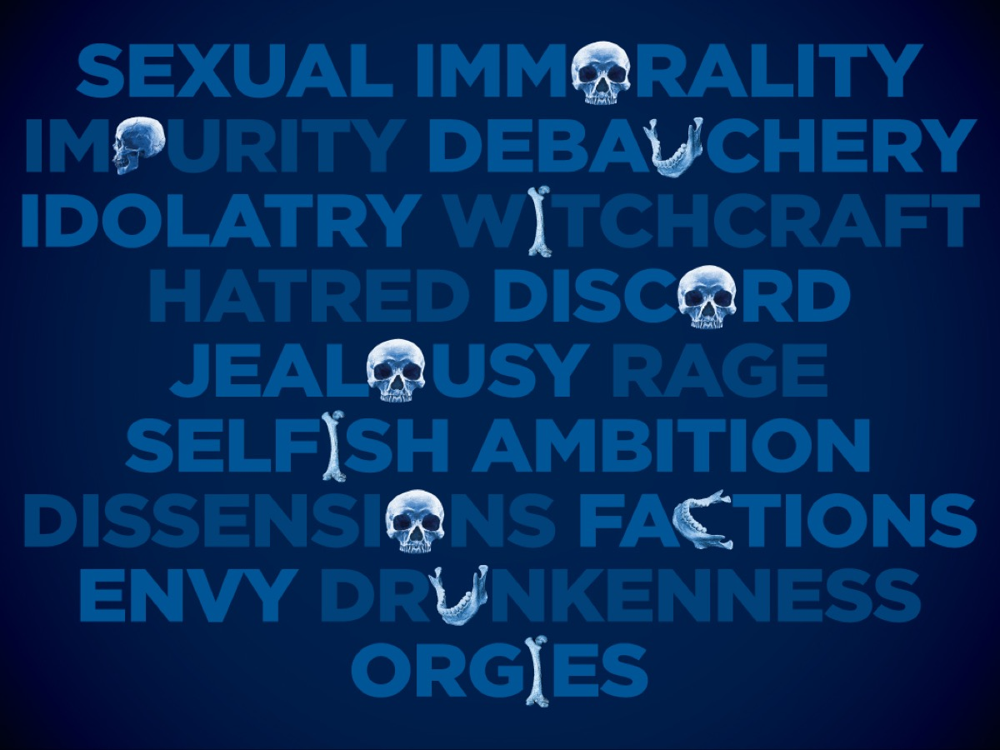 SEXUAL IMMORALITY
IMPURITY DEBAUCHERY
IDOLATRY WITCHCRAFT
HATRED DISCORD
JEALOUSY RAGE
SELFISH AMBITION
DISSENSIONS FACTIONS
ENVY DRUNKENNESS
ORGIES